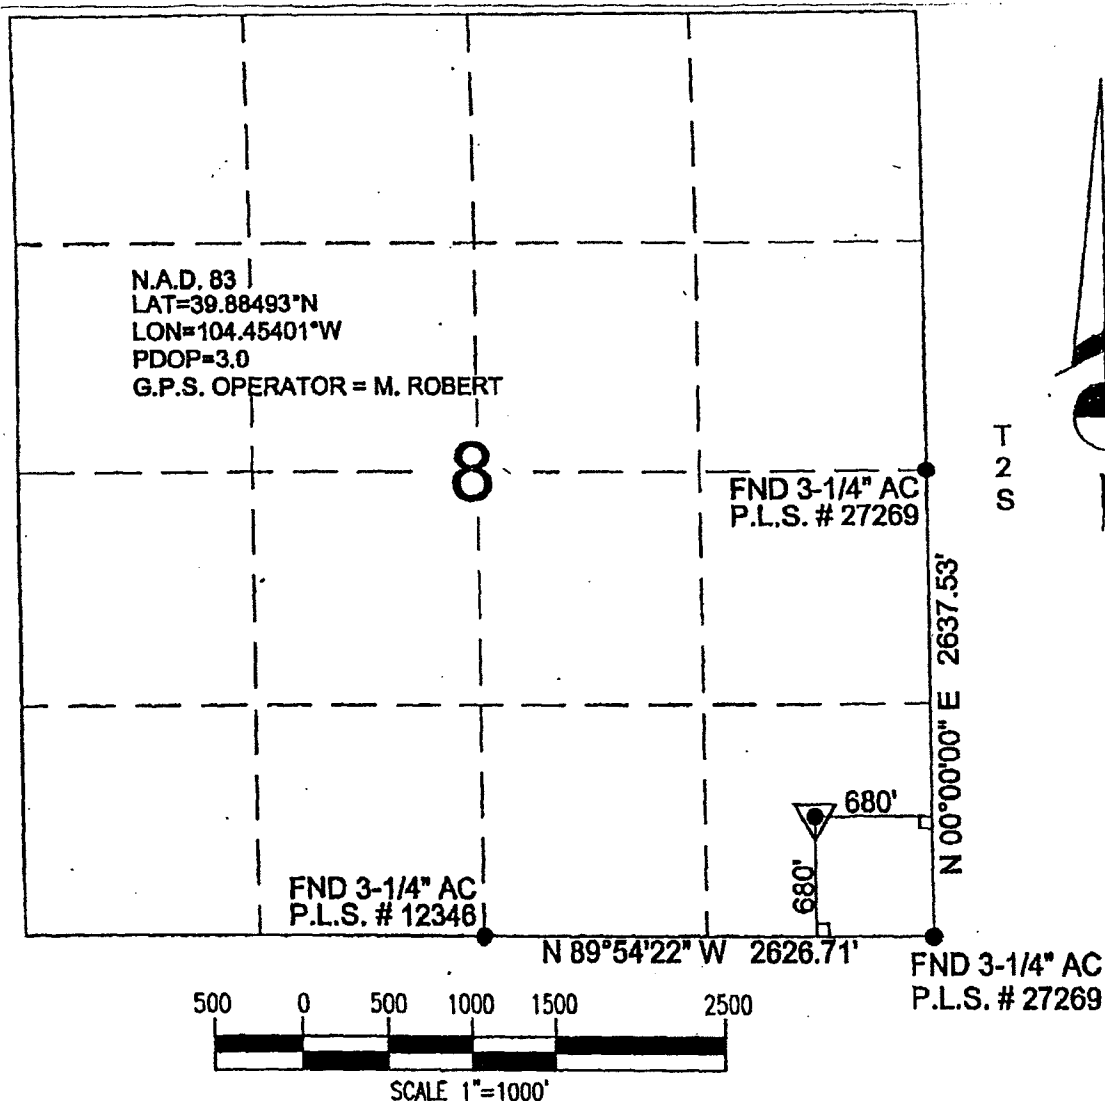 N.A.D. 83
LAT=39.88493°N
LON=104.45401°W
PDOP=3.0
G.P.S. OPERATOR = M. ROBERT
8
T
2
S
FND 3-1/4" AC
P.L.S. # 27269
N 00°00'00" E 2637.53'
680'
680'
FND 3-1/4" AC
P.L.S. # 12346
N 89°54'22" W 2626.71'
FND 3-1/4" AC
P.L.S. # 27269
500 0 500 1000 1500 2500
SCALE 1"=1000'